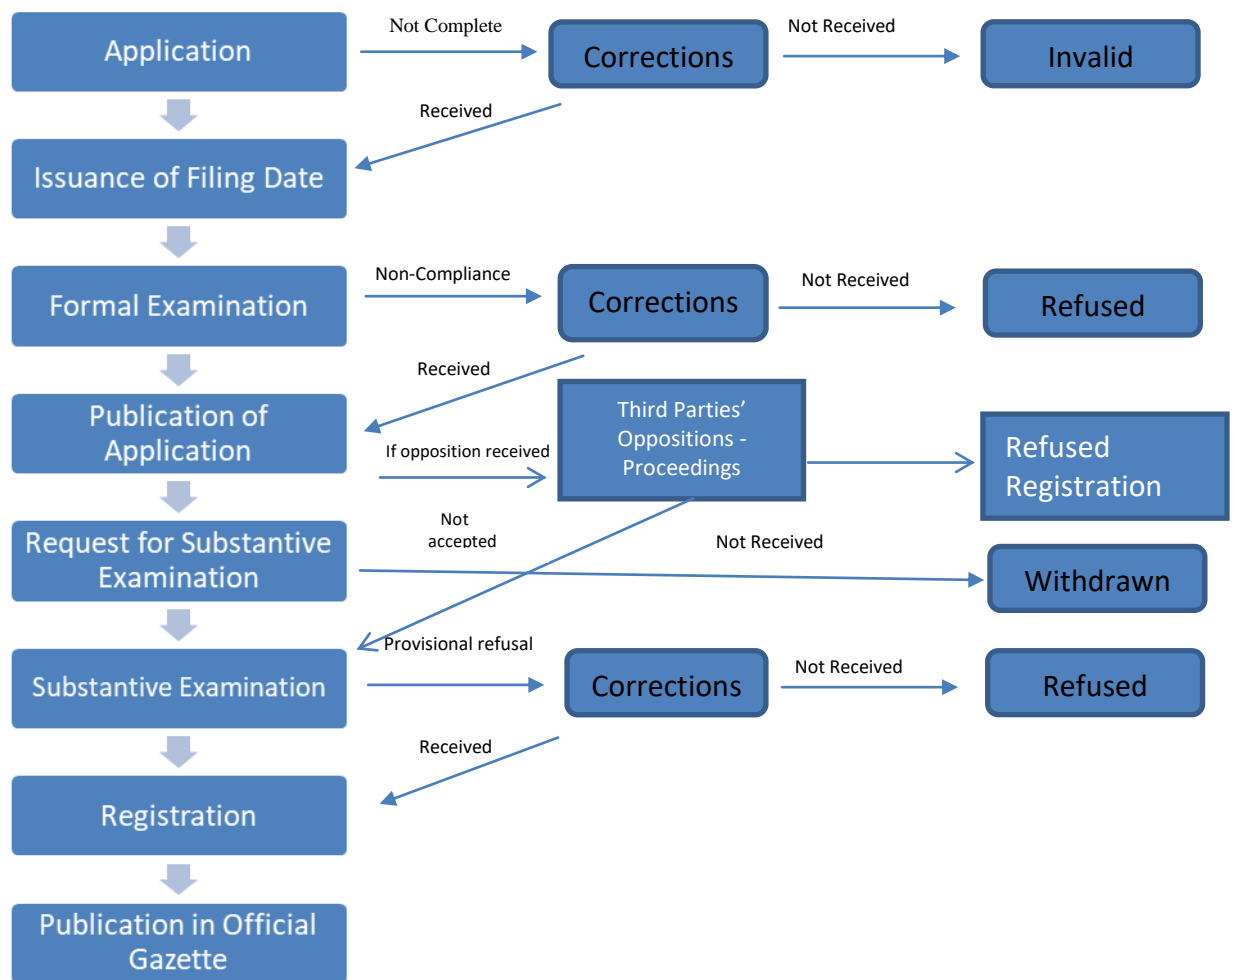 Application
Not Complete
Corrections
Not Received
Invalid
Received
Issuance of Filing Date
Formal Examination
Non-Compliance
Corrections
Not Received
Refused
Received
Publication of
Application
If opposition received
Third Parties’
Oppositions -
Proceedings
Refused
Registration
Not
accepted
Request for Substantive
Examination
Not Received
Withdrawn
Substantive Examination
Provisional refusal
Corrections
Not Received
Refused
Received
Registration
Publication in Official
Gazette